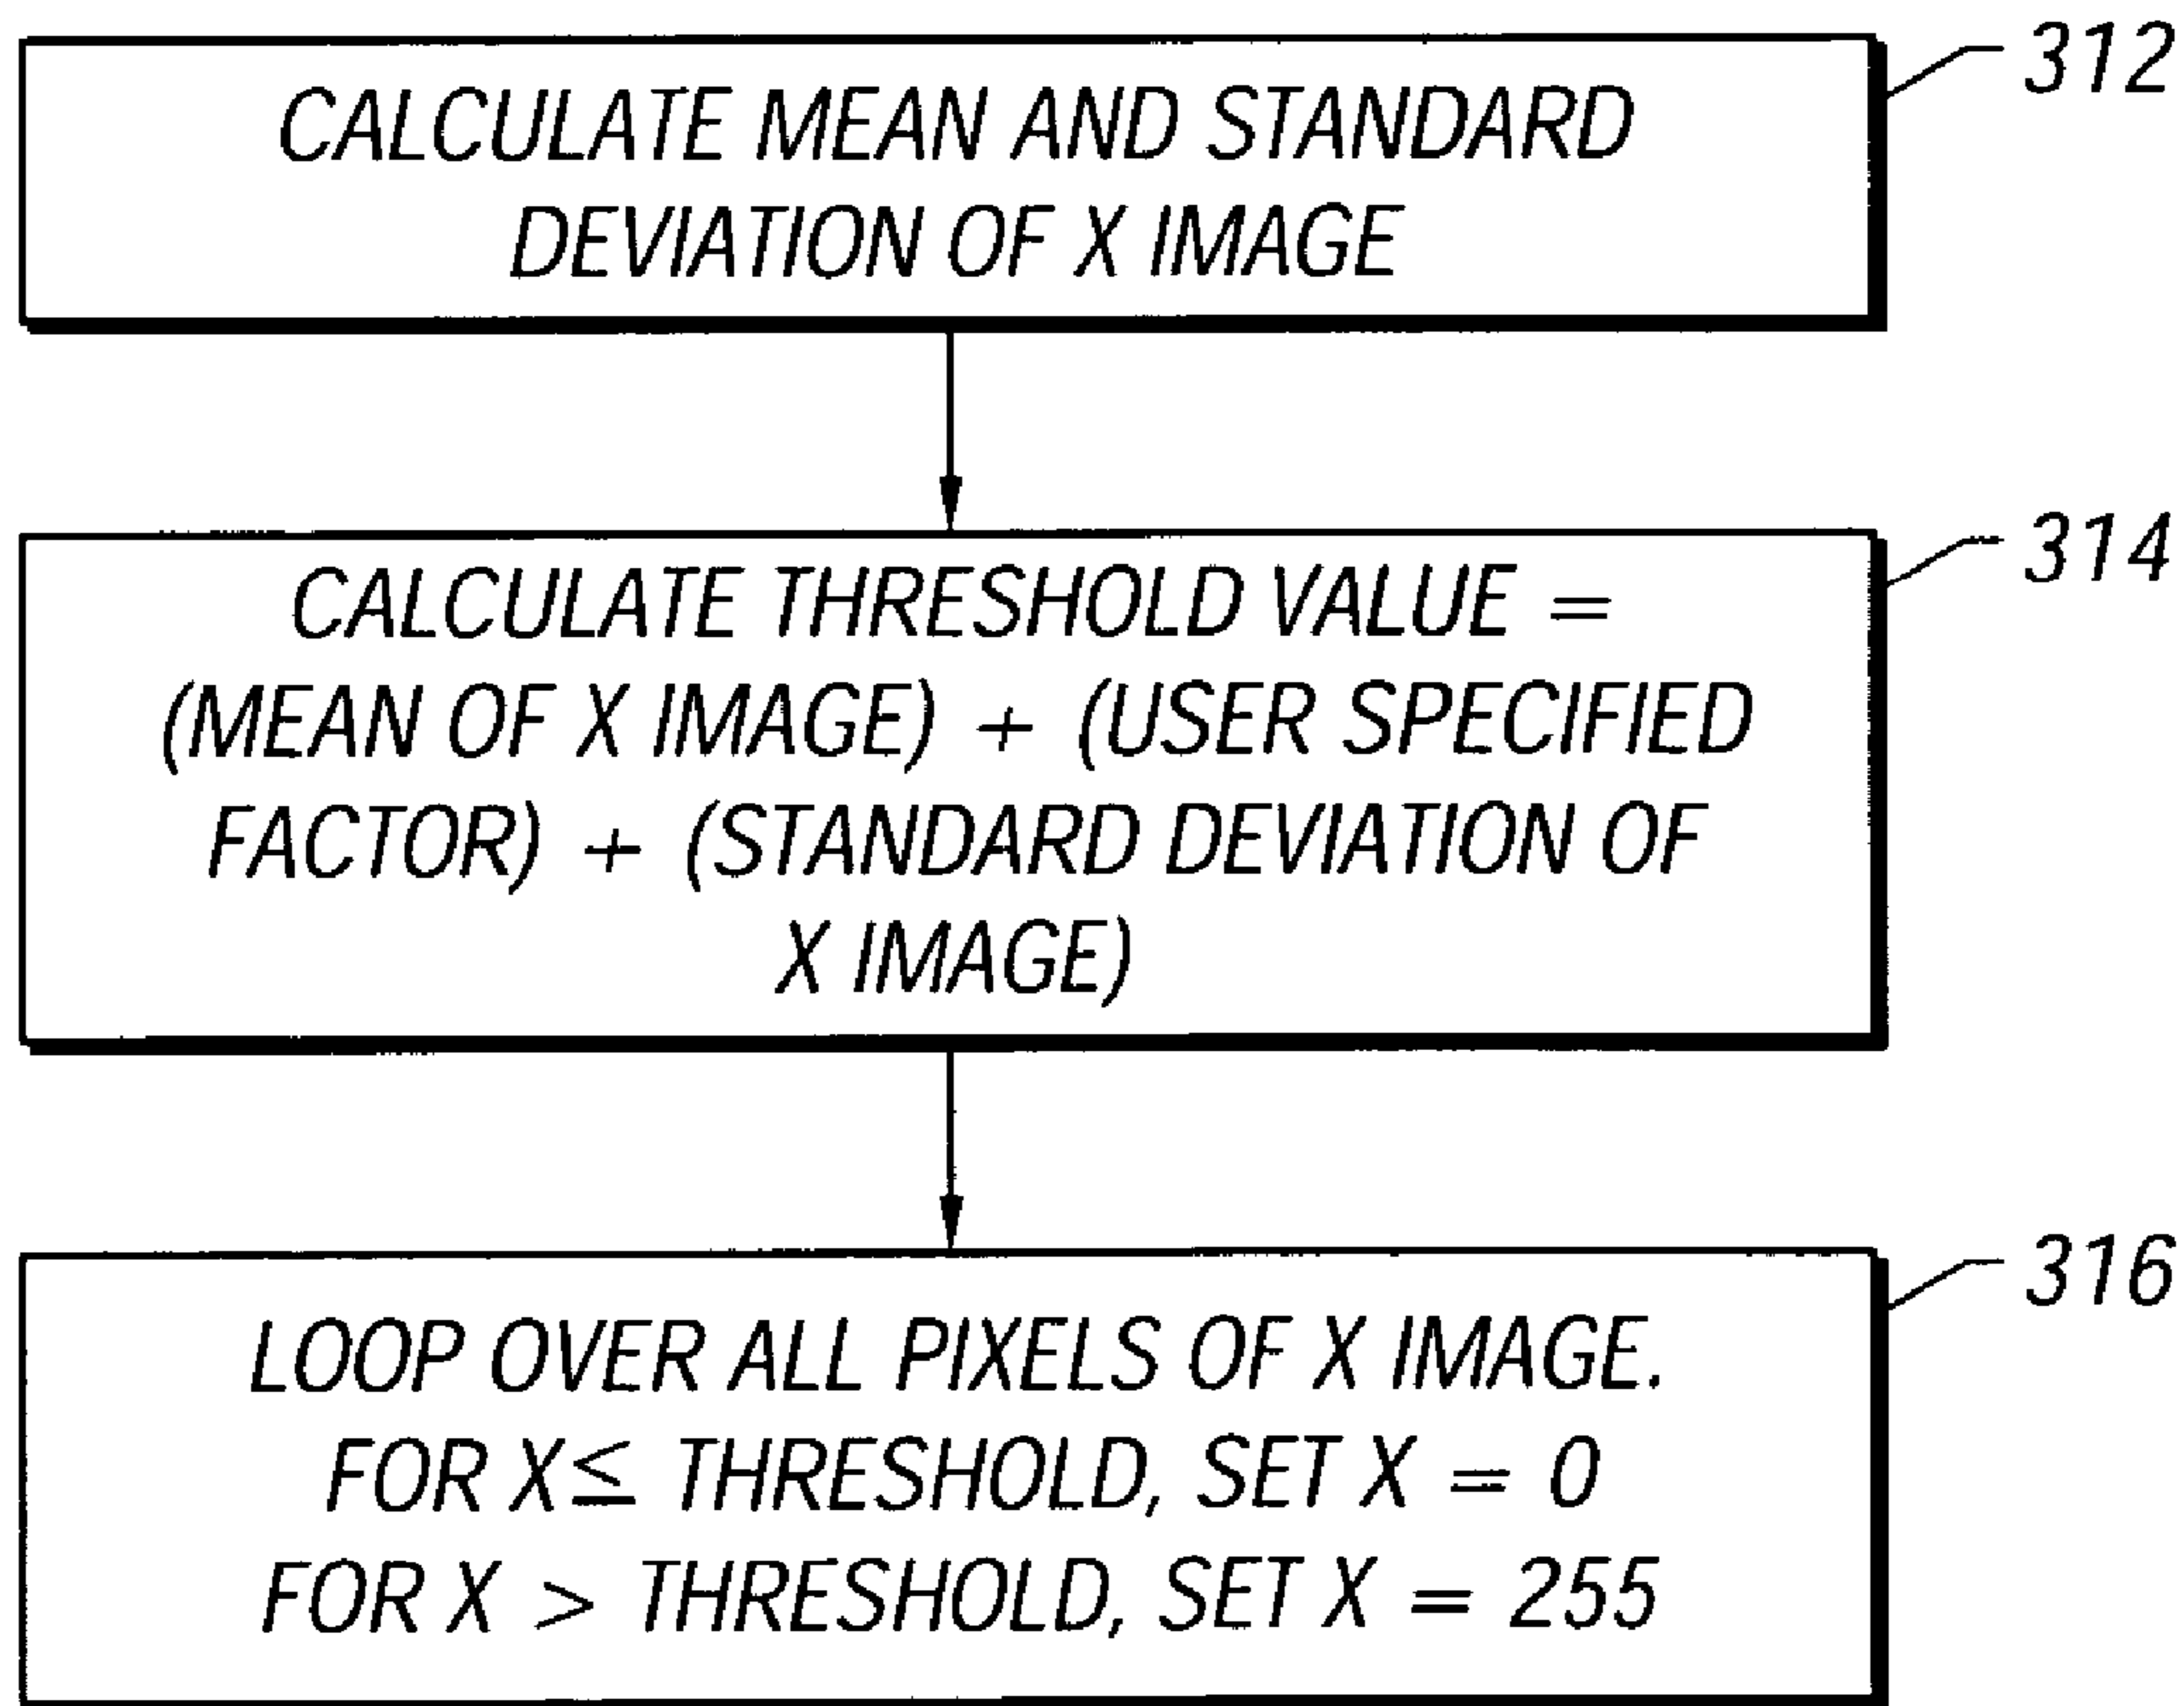 312
CALCULATE MEAN AND STANDARD
DEVIATION OF X IMAGE
314
CALCULATE THRESHOLD VALUE =
(MEAN OF X IMAGE) + (USER SPECIFIED
FACTOR) + (STANDARD DEVIATION OF
X IMAGE)
316
LOOP OVER ALL PIXELS OF X IMAGE.
FOR X≤ THRESHOLD, SET X = 0
FOR X > THRESHOLD, SET X = 255